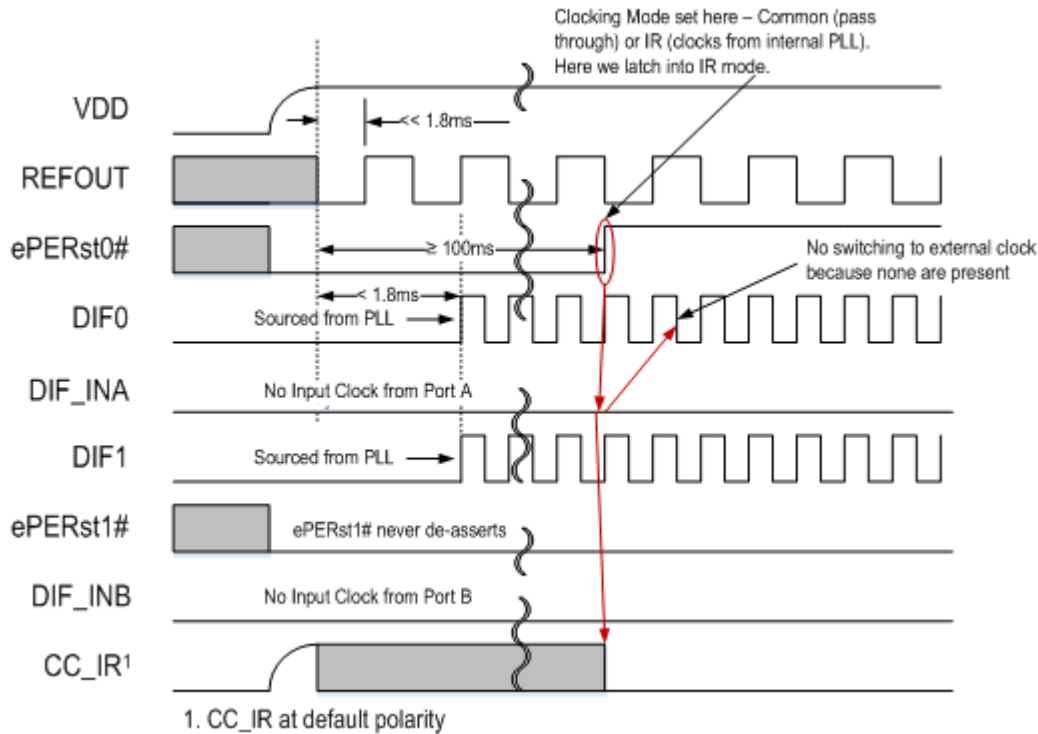 Clocking Mode set here – Common (pass
through) or IR (clocks from internal PLL).
Here we latch into IR mode.
VDD
<< 1.8ms
REFOUT
ePERst0#
≥ 100ms
No switching to external clock
because none are present
< 1.8ms
DIF0
Sourced from PLL
DIF_INA
No Input Clock from Port A
DIF1
Sourced from PLL
ePERst1#
ePERst1# never de-asserts
DIF_INB
No Input Clock from Port B
CC_IR¹
1. CC_IR at default polarity